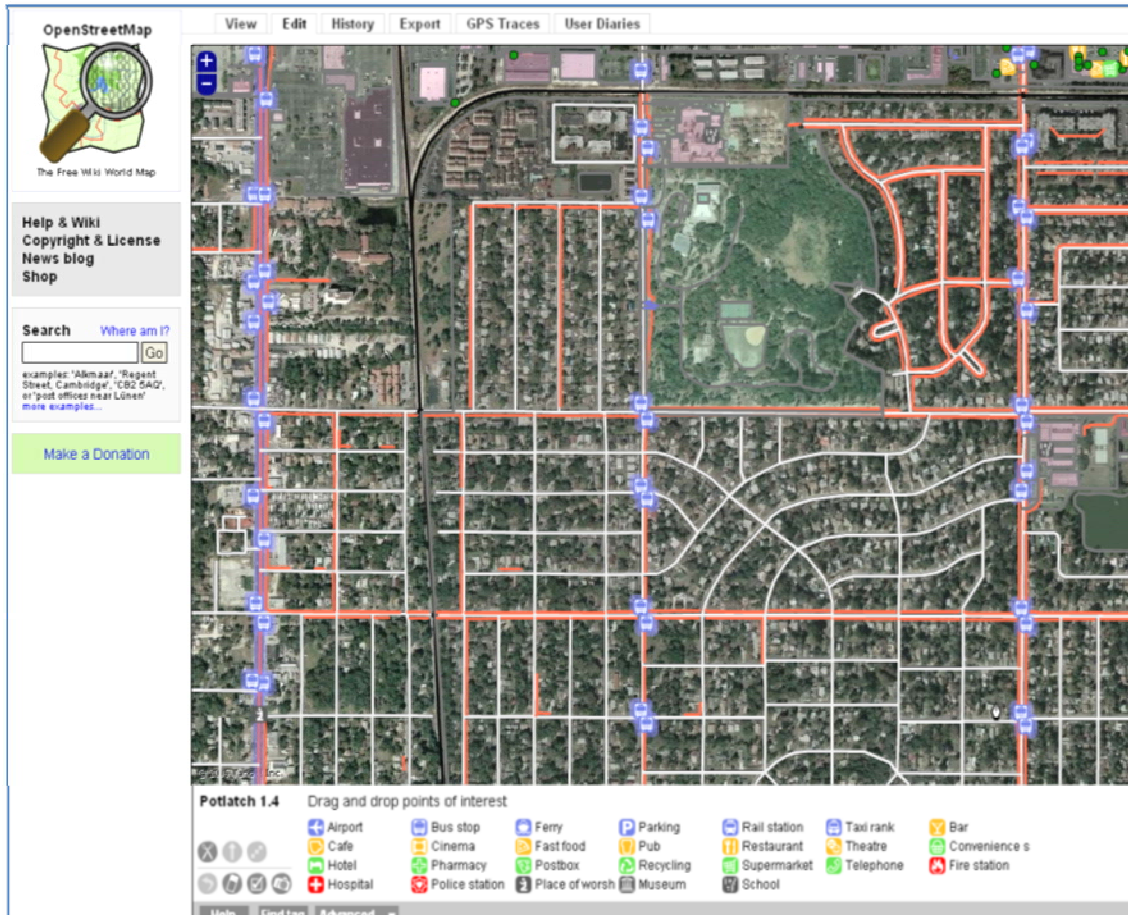 OpenStreetMap
The Free Wiki World Map
View Edit History Export GPS Traces User Diaries
+
−
Help & Wiki
Copyright & License
News blog
Shop
Search Where am I?
Go
examples: 'Alkmaar', 'Regent
Street, Cambridge', 'CB2 5AQ',
or 'post offices near Lünen'
more examples...
Make a Donation
Potlatch 1.4 Drag and drop points of interest
Airport Bus stop Ferry Parking Rail station Taxi rank Bar
Cafe Cinema Fast food Pub Restaurant Theatre Convenience s
Hotel Pharmacy Postbox Recycling Supermarket Telephone Fire station
Hospital Police station Place of worsh Museum School
Help Find tag Advanced